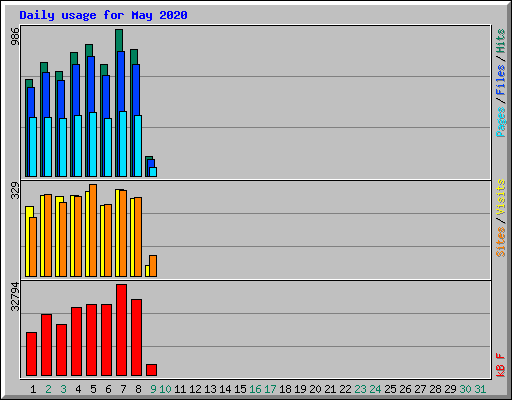 Daily usage for May 2020
986
Pages/Files/Hits
329
Sites/Visits
32794
kB F
1 2 3 4 5 6 7 8 9 10 11 12 13 14 15 16 17 18 19 20 21 22 23 24 25 26 27 28 29 30 31